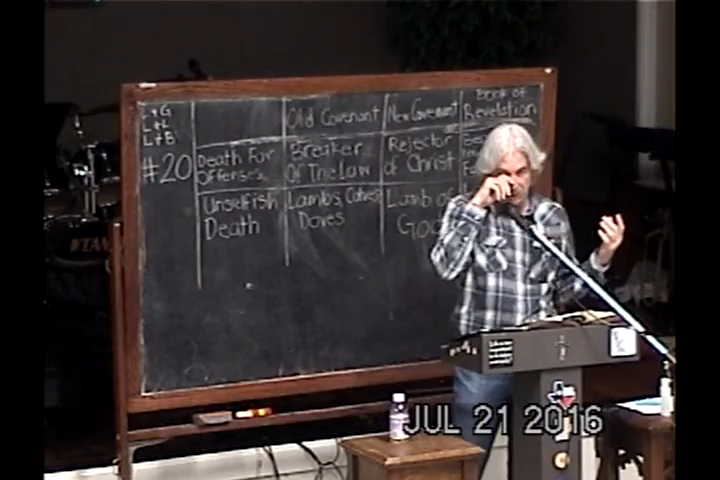 L+G
L+L
L+B
#20
Old Covenant
New Covenant
Book of
Revelation
Death For
Offenses
Breaker
Of The Law
Rejector
of Christ
Unselfish
Death
Lambs, Calves
Doves
Lamb of
JUL 21 2016